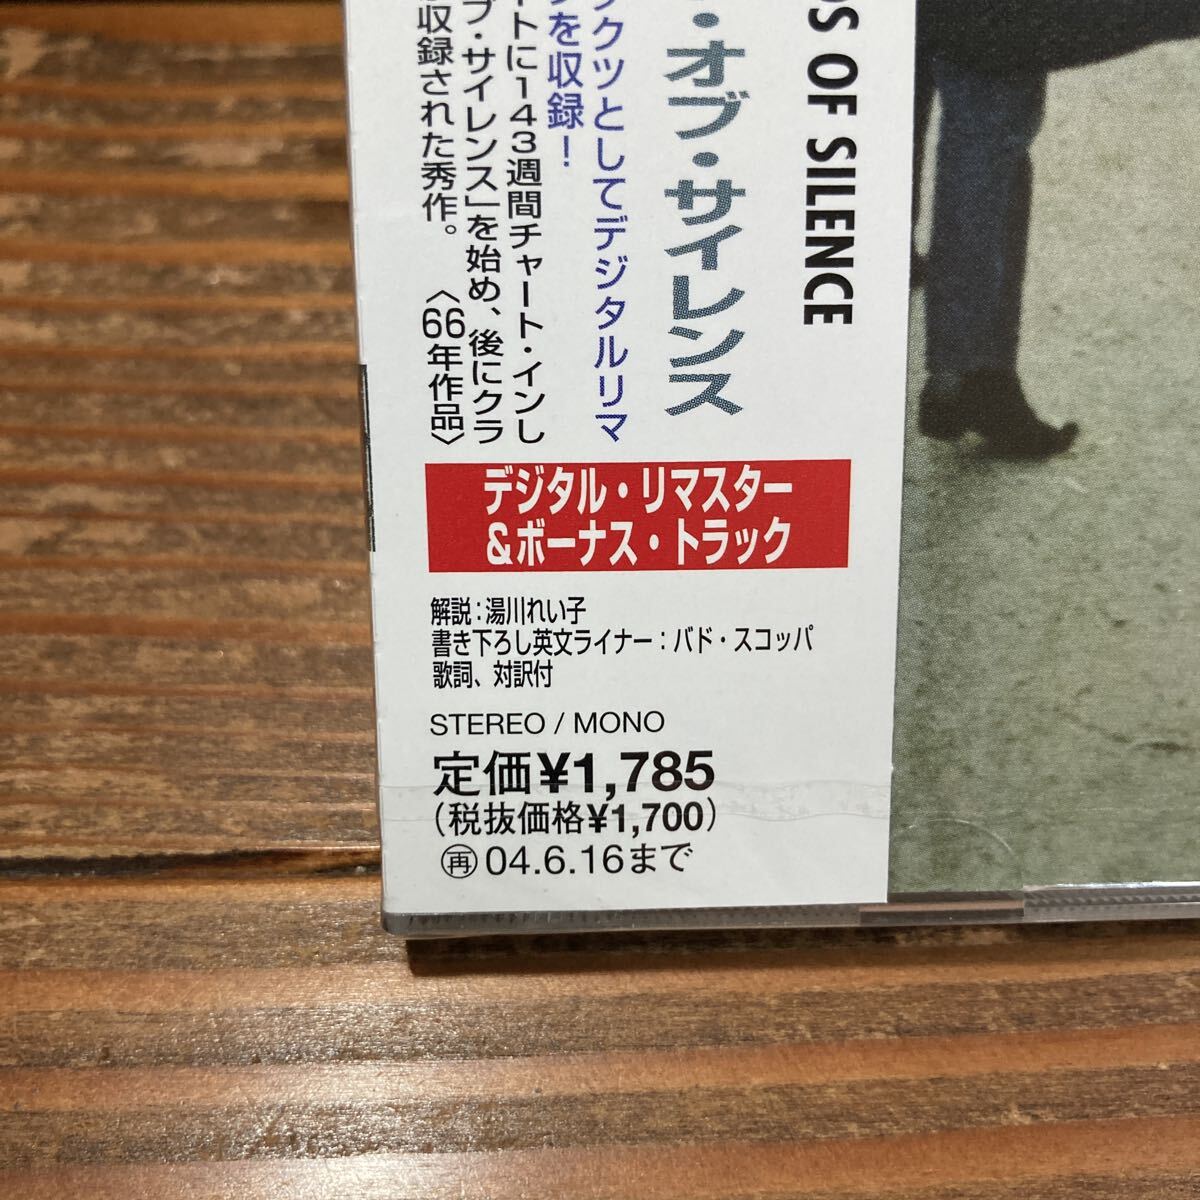 DS OF SILENCE
・オブ・サイレンス
ックツとしてデジタルリマ
を収録！
トに143週間チャート・インし
ブ・サイレンス」を始め、後にクラ
収録された秀作。
〈66年作品〉
デジタル・リマスター
&ボーナス・トラック
解説:湯川れい子
書き下ろし英文ライナー:バド・スコッパ
歌詞、対訳付
STEREO / MONO
定価¥1,785
(税抜価格¥1,700)
㊢04.6.16まで